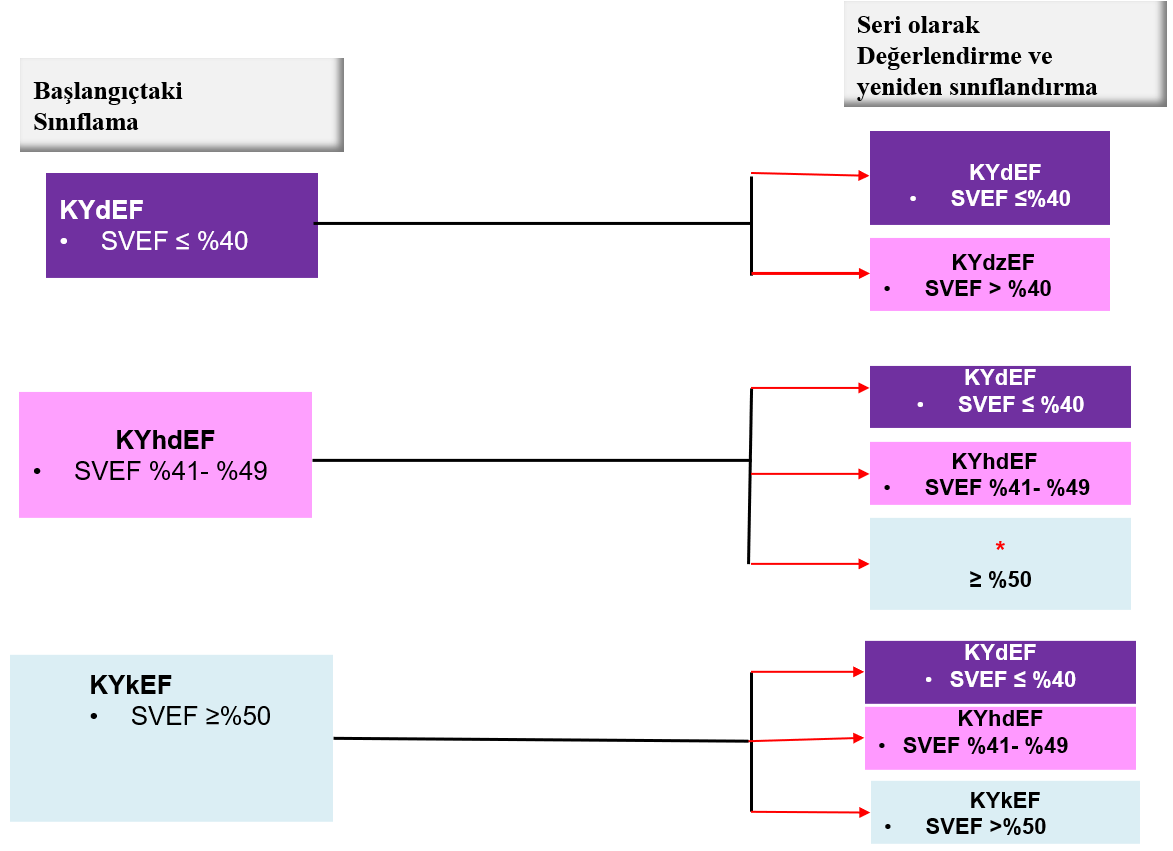 Başlangıçtaki
Sınıflama
Seri olarak
Değerlendirme ve
yeniden sınıflandırma
KYdEF
• SVEF ≤ %40
KYdEF
• SVEF ≤%40
KYdzEF
• SVEF > %40
KYhdEF
• SVEF %41- %49
KYdEF
• SVEF ≤ %40
KYhdEF
• SVEF %41- %49
*
≥ %50
KYkEF
• SVEF ≥%50
KYdEF
• SVEF ≤ %40
KYhdEF
• SVEF %41- %49
KYkEF
• SVEF >%50